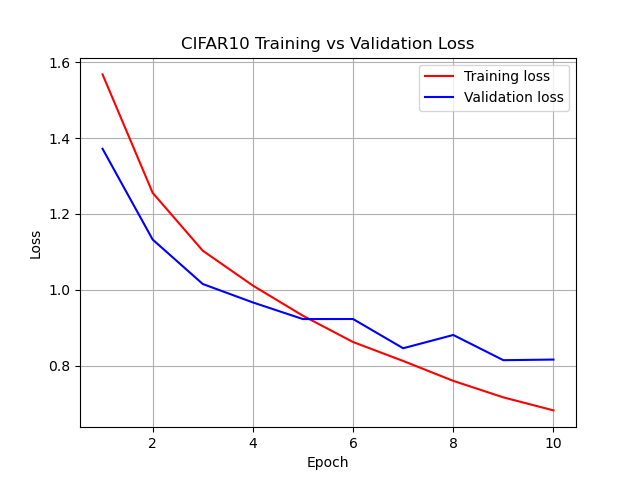 CIFAR10 Training vs Validation Loss
1.6
1.4
1.2
1.0
0.8
Loss
Training loss
Validation loss
2 4 6 8 10
Epoch